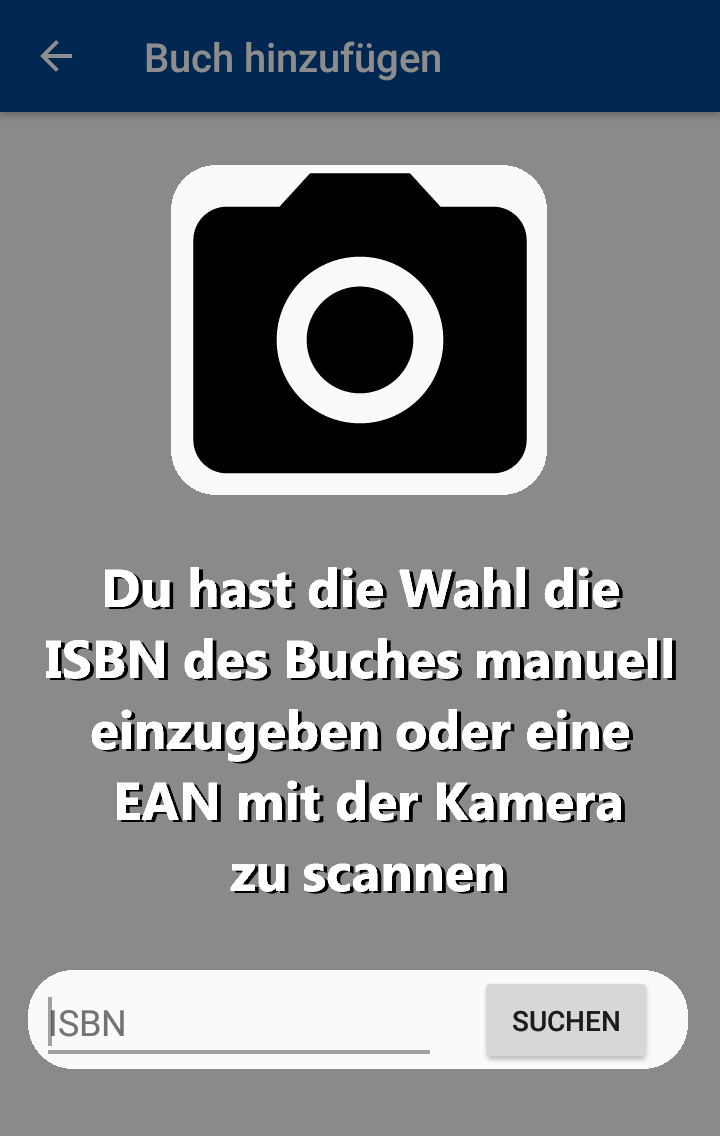 Buch hinzufügen
Du hast die Wahl die
ISBN des Buches manuell
einzugeben oder eine
EAN mit der Kamera
zu scannen
ISBN
SUCHEN